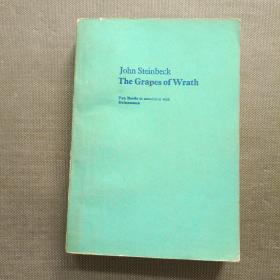 John Steinbeck
The Grapes of Wrath
Pan Books in association with
Heinemann